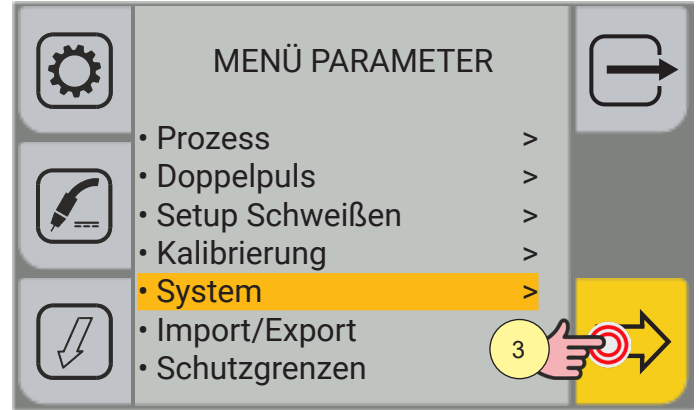 MENÜ PARAMETER
• Prozess >
• Doppelpuls >
• Setup Schweißen >
• Kalibrierung >
• System >
• Import/Export
• Schutzgrenzen
3